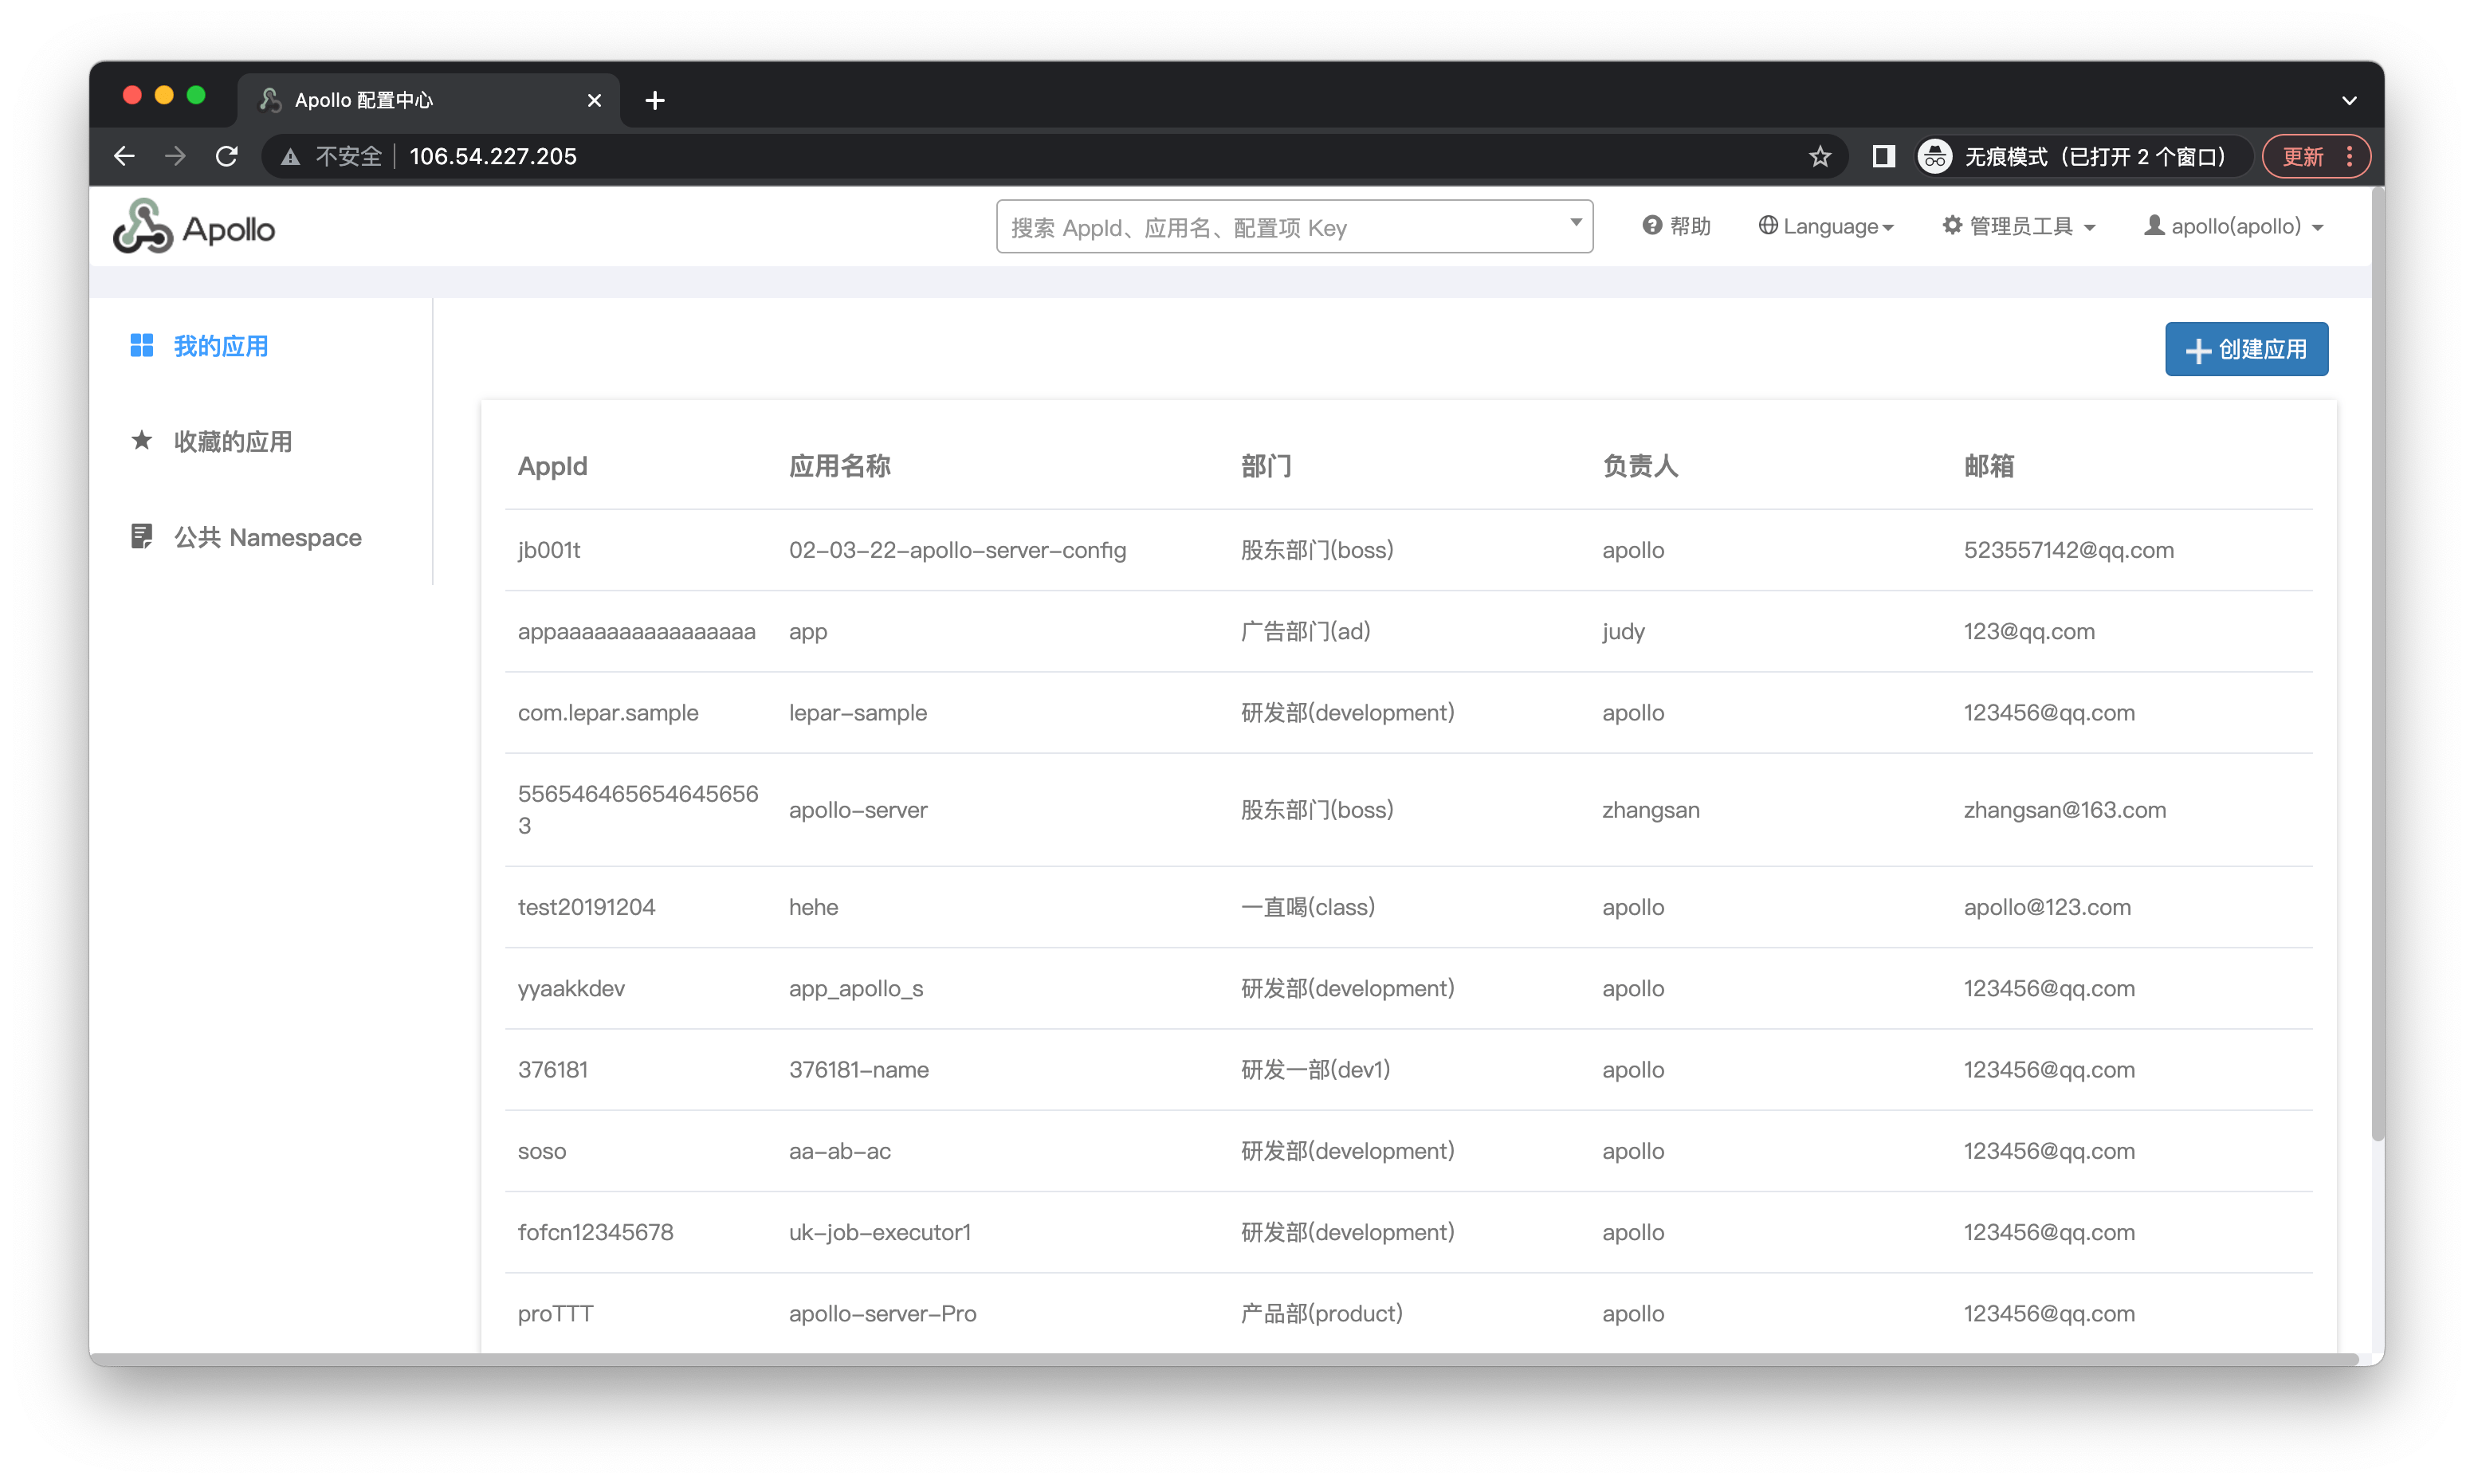 Apollo 配置中心
不安全 106.54.227.205 无痕模式（已打开 2 个窗口） 更新
Apollo 搜索 AppId、应用名、配置项 Key 帮助 Language 管理员工具 apollo(apollo)
我的应用
收藏的应用
公共 Namespace
创建应用
AppId 应用名称 部门 负责人 邮箱
jb001t 02-03-22-apollo-server-config 股东部门(boss) apollo 523557142@qq.com
appaaaaaaaaaaaaaaaa app 广告部门(ad) judy 123@qq.com
com.lepar.sample lepar-sample 研发部(development) apollo 123456@qq.com
5565464656546456563 apollo-server 股东部门(boss) zhangsan zhangsan@163.com
test20191204 hehe 一直喝(class) apollo apollo@123.com
yyaakkdev app_apollo_s 研发部(development) apollo 123456@qq.com
376181 376181-name 研发一部(dev1) apollo 123456@qq.com
soso aa-ab-ac 研发部(development) apollo 123456@qq.com
fofcn12345678 uk-job-executor1 研发部(development) apollo 123456@qq.com
proTTT apollo-server-Pro 产品部(product) apollo 123456@qq.com